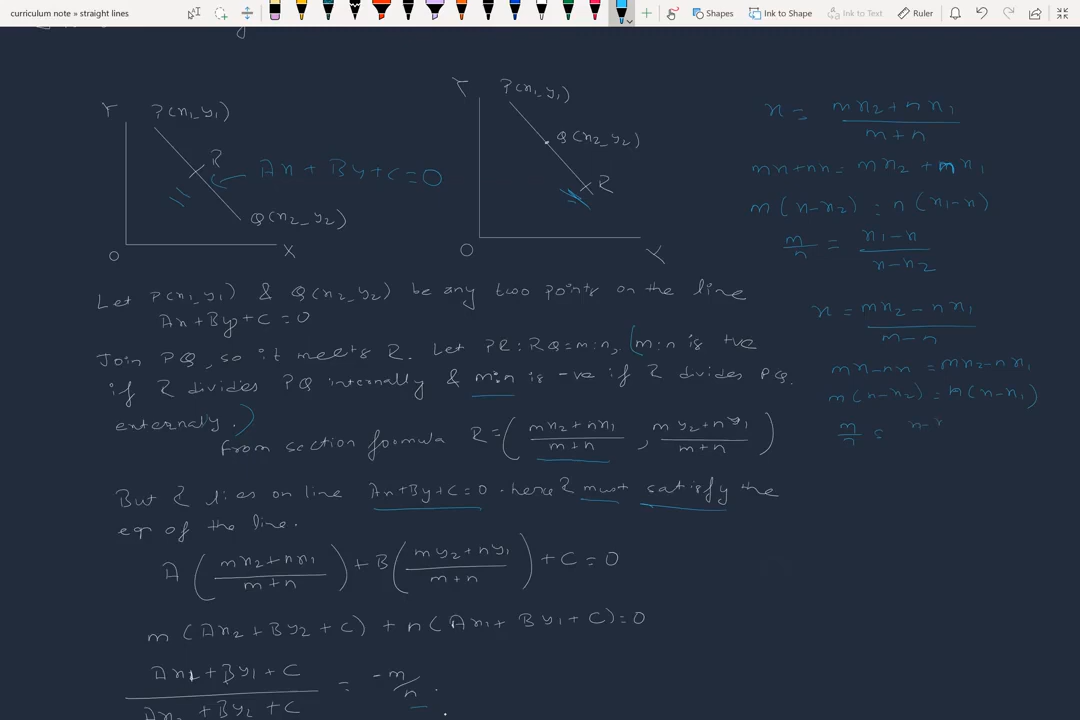 curriculum note » straight lines
Shapes
Ink to Shape
Ink to Text
Ruler
Y
P(x₁, y₁)
R
Ax + By + C = 0
Q(x₂, y₂)
O
X
Y
P(x₁, y₁)
Q(x₂, y₂)
R
O
X
Let P(x₁, y₁) & Q(x₂, y₂) be any two points on the line
Ax + By + C = 0
Join PQ, so it meets R. Let PR : RQ = m : n, (m : n is +ve
if R divides PQ internally & m : n is -ve if R divides PQ
externally.)
From section formula R = ( (mx₂ + nx₁)/(m + n) , (my₂ + ny₁)/(m + n) )
But R lies on line Ax + By + C = 0. here R must satisfy the
eqn of the line.
A ( (mx₂ + nx₁)/(m + n) ) + B ( (my₂ + ny₁)/(m + n) ) + C = 0
m (Ax₂ + By₂ + C) + n (Ax₁ + By₁ + C) = 0
(Ax₁ + By₁ + C)/(Ax₂ + By₂ + C) = -m/n.
x = (mx₂ + nx₁)/(m + n)
mx + nx = mx₂ + nx₁
m (x - x₂) = n (x₁ - x)
m/n = (x₁ - x)/(x - x₂)
x = (mx₂ - nx₁)/(m - n)
mx - nx = mx₂ - nx₁
m (x - x₂) = n (x - x₁)
m/n = x - x